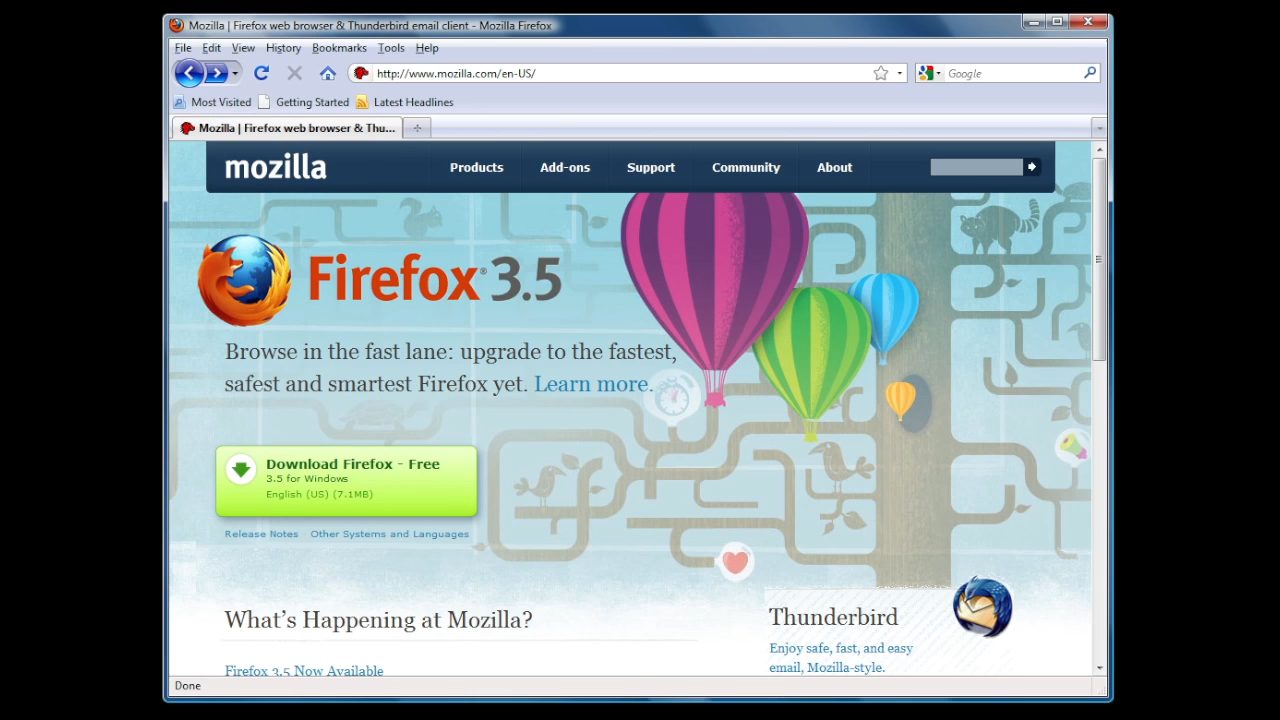 Mozilla | Firefox web browser & Thunderbird email client - Mozilla Firefox
File Edit View History Bookmarks Tools Help
http://www.mozilla.com/en-US/ Google
Most Visited Getting Started Latest Headlines
Mozilla | Firefox web browser & Thu...
mozilla Products Add-ons Support Community About
Firefox® 3.5
Browse in the fast lane: upgrade to the fastest,
safest and smartest Firefox yet. Learn more.
Download Firefox - Free
3.5 for Windows
English (US) (7.1MB)
Release Notes Other Systems and Languages
What's Happening at Mozilla?
Firefox 3.5 Now Available
Thunderbird
Enjoy safe, fast, and easy
email, Mozilla-style.
Done